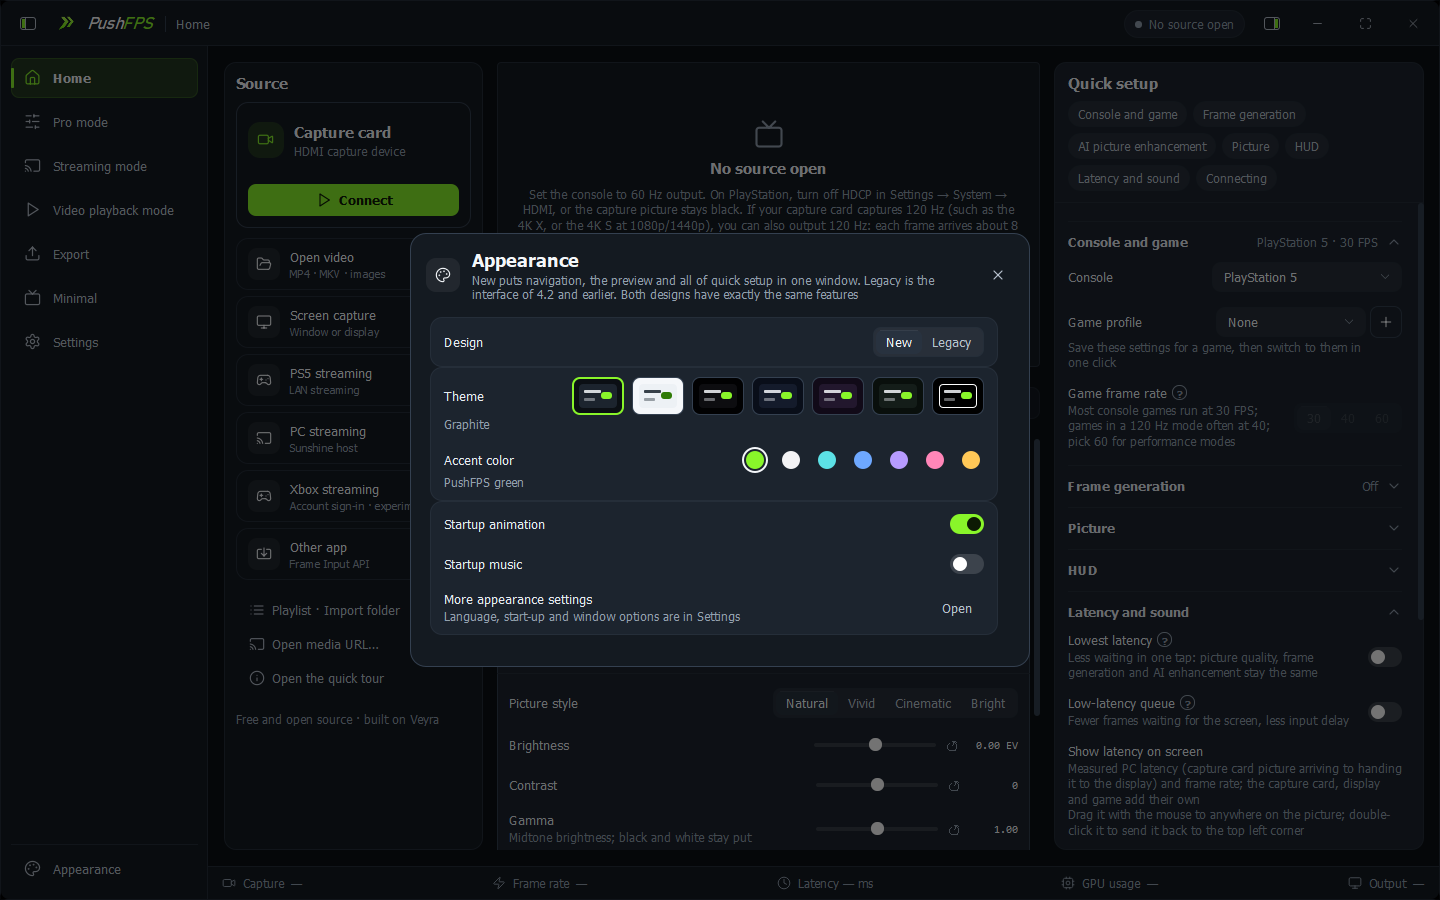 PushFPS
Home
No source open
Home
Pro mode
Streaming mode
Video playback mode
Export
Minimal
Settings
Appearance
Source
Capture card
HDMI capture device
Connect
Open video
MP4 · MKV · images
Screen capture
Window or display
PS5 streaming
LAN streaming
PC streaming
Sunshine host
Xbox streaming
Account sign-in · experim
Other app
Frame Input API
Playlist · Import folder
Open media URL...
Open the quick tour
Free and open source · built on Veyra
No source open
Set the console to 60 Hz output. On PlayStation, turn off HDCP in Settings → System →
HDMI, or the capture picture stays black. If your capture card captures 120 Hz (such as the
4K X, or the 4K S at 1080p/1440p), you can also output 120 Hz: each frame arrives about 8
Appearance
New puts navigation, the preview and all of quick setup in one window. Legacy is the
interface of 4.2 and earlier. Both designs have exactly the same features
Design
New
Legacy
Theme
Graphite
Accent color
PushFPS green
Startup animation
Startup music
More appearance settings
Language, start-up and window options are in Settings
Open
Picture style
Natural
Vivid
Cinematic
Bright
Brightness
0.00 EV
Contrast
0
Gamma
Midtone brightness; black and white stay put
1.00
Quick setup
Console and game
Frame generation
AI picture enhancement
Picture
HUD
Latency and sound
Connecting
Console and game
PlayStation 5 · 30 FPS
Console
PlayStation 5
Game profile
None
Save these settings for a game, then switch to them in
one click
Game frame rate
Most console games run at 30 FPS;
games in a 120 Hz mode often at 40;
pick 60 for performance modes
30
40
60
Frame generation
Off
Picture
HUD
Latency and sound
Lowest latency
Less waiting in one tap: picture quality, frame
generation and AI enhancement stay the same
Low-latency queue
Fewer frames waiting for the screen, less input delay
Show latency on screen
Measured PC latency (capture card picture arriving to handing
it to the display) and frame rate; the capture card, display
and game add their own
Drag it with the mouse to anywhere on the picture; double-
click it to send it back to the top left corner
Capture —
Frame rate —
Latency — ms
GPU usage —
Output —